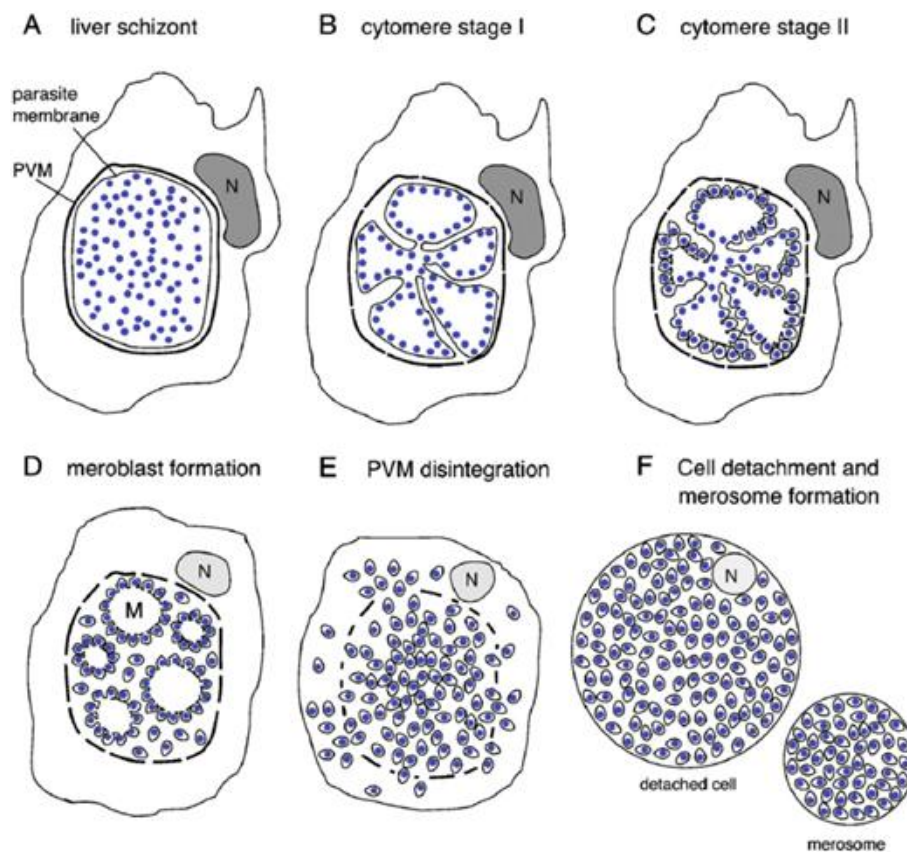 A liver schizont
B cytomere stage I
C cytomere stage II
parasite
membrane
PVM
N
N
N
D meroblast formation
E PVM disintegration
F Cell detachment and
merosome formation
N
M
N
N
detached cell
merosome